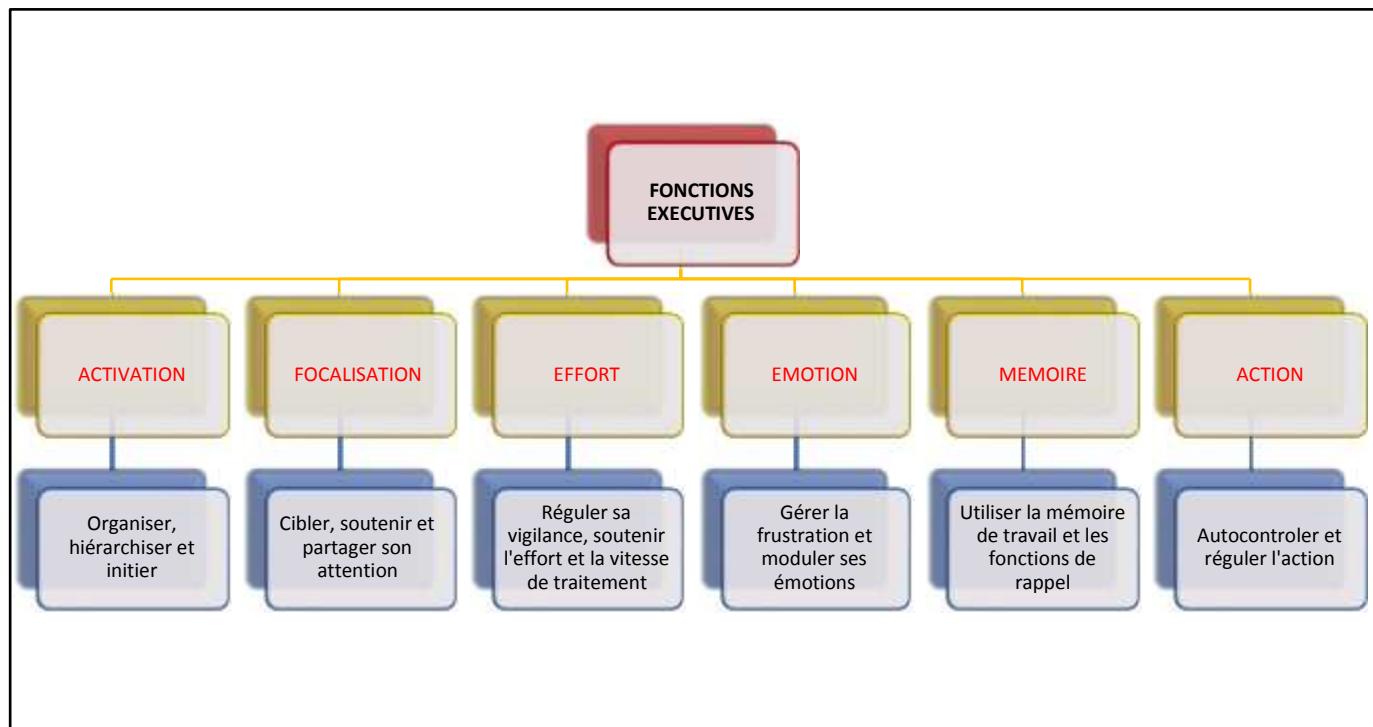 FONCTIONS
EXECUTIVES
ACTIVATION
FOCALISATION
EFFORT
EMOTION
MEMOIRE
ACTION
Organiser,
hiérarchiser et
initier
Cibler, soutenir et
partager son
attention
Réguler sa
vigilance, soutenir
l'effort et la vitesse
de traitement
Gérer la
frustration et
moduler ses
émotions
Utiliser la mémoire
de travail et les
fonctions de
rappel
Autocontroler et
réguler l'action